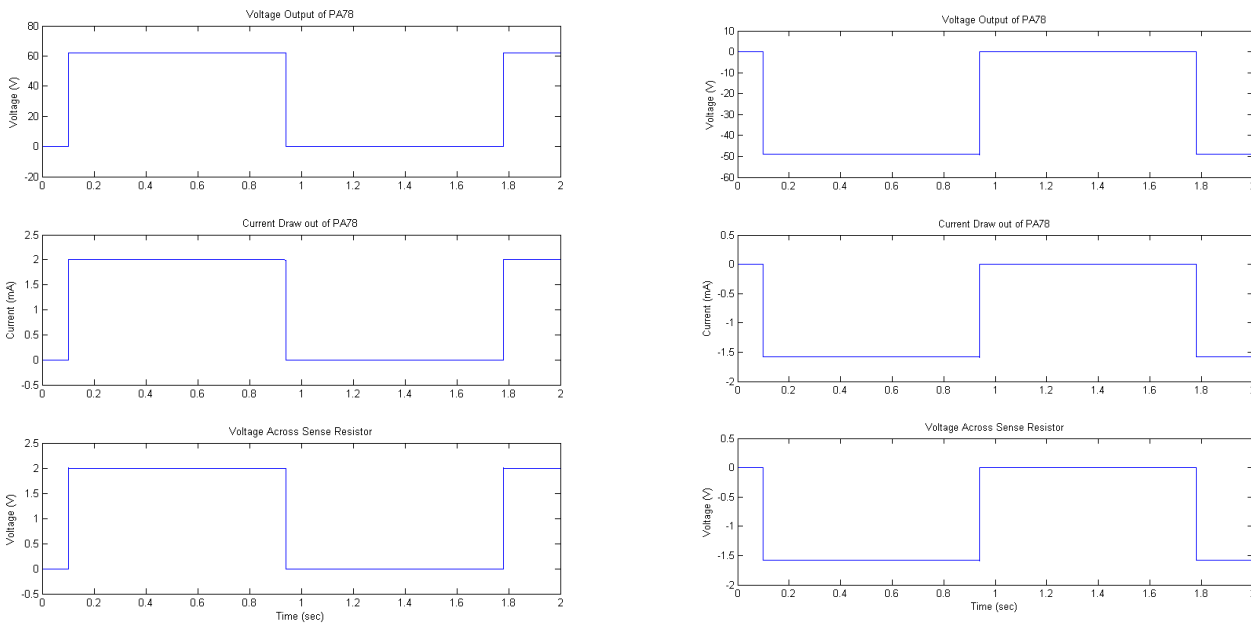 Voltage Output of PA78
Voltage (V)
80
60
40
20
0
-20
0 0.2 0.4 0.6 0.8 1 1.2 1.4 1.6 1.8 2
Current Draw out of PA78
Current (mA)
2.5
2
1.5
1
0.5
0
-0.5
0 0.2 0.4 0.6 0.8 1 1.2 1.4 1.6 1.8 2
Voltage Across Sense Resistor
Voltage (V)
2.5
2
1.5
1
0.5
0
-0.5
0 0.2 0.4 0.6 0.8 1 1.2 1.4 1.6 1.8 2
Time (sec)
Voltage Output of PA78
Voltage (V)
10
0
-10
-20
-30
-40
-50
-60
0 0.2 0.4 0.6 0.8 1 1.2 1.4 1.6 1.8
Current Draw out of PA78
Current (mA)
0.5
0
-0.5
-1
-1.5
-2
0 0.2 0.4 0.6 0.8 1 1.2 1.4 1.6 1.8
Voltage Across Sense Resistor
Voltage (V)
0.5
0
-0.5
-1
-1.5
-2
0 0.2 0.4 0.6 0.8 1 1.2 1.4 1.6 1.8
Time (sec)